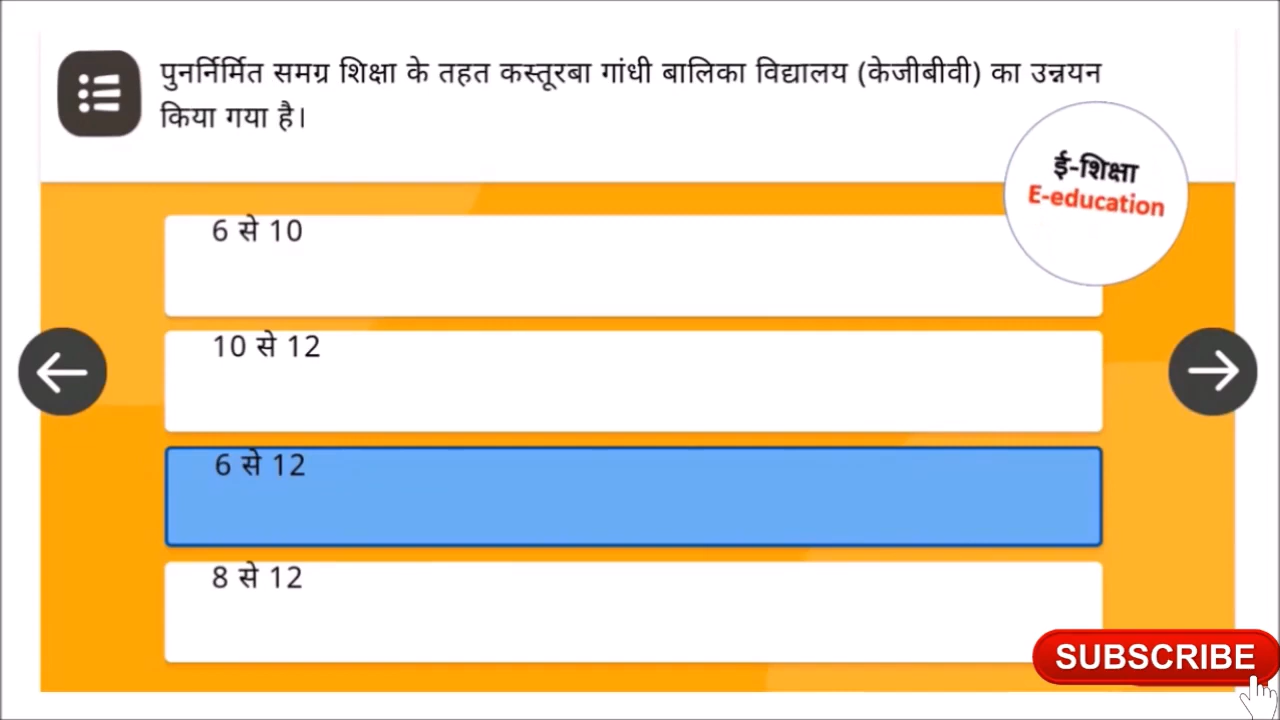 पुनर्निर्मित समग्र शिक्षा के तहत कस्तूरबा गांधी बालिका विद्यालय (केजीबीवी) का उन्नयन
किया गया है।
ई-शिक्षा
E-education
6 से 10
10 से 12
6 से 12
8 से 12
SUBSCRIBE